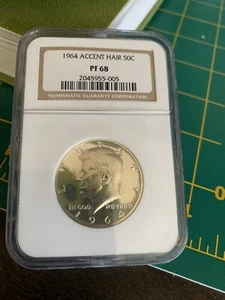 1964 ACCENT HAIR 50C
PF 68
2045955-005
NUMISMATIC GUARANTY CORPORATION
LIBERTY
IN GOD WE TRUST
1964